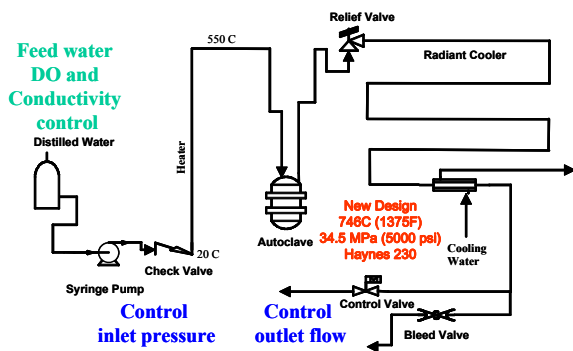 Feed water
DO and
Conductivity
control
Distilled Water
Relief Valve
550 C
Radiant Cooler
Heater
20 C
Check Valve
Syringe Pump
Autoclave
New Design
746C (1375F)
34.5 MPa (5000 psi)
Haynes 230
Cooling
Water
Control
inlet pressure
Control
outlet flow
Control Valve
Bleed Valve